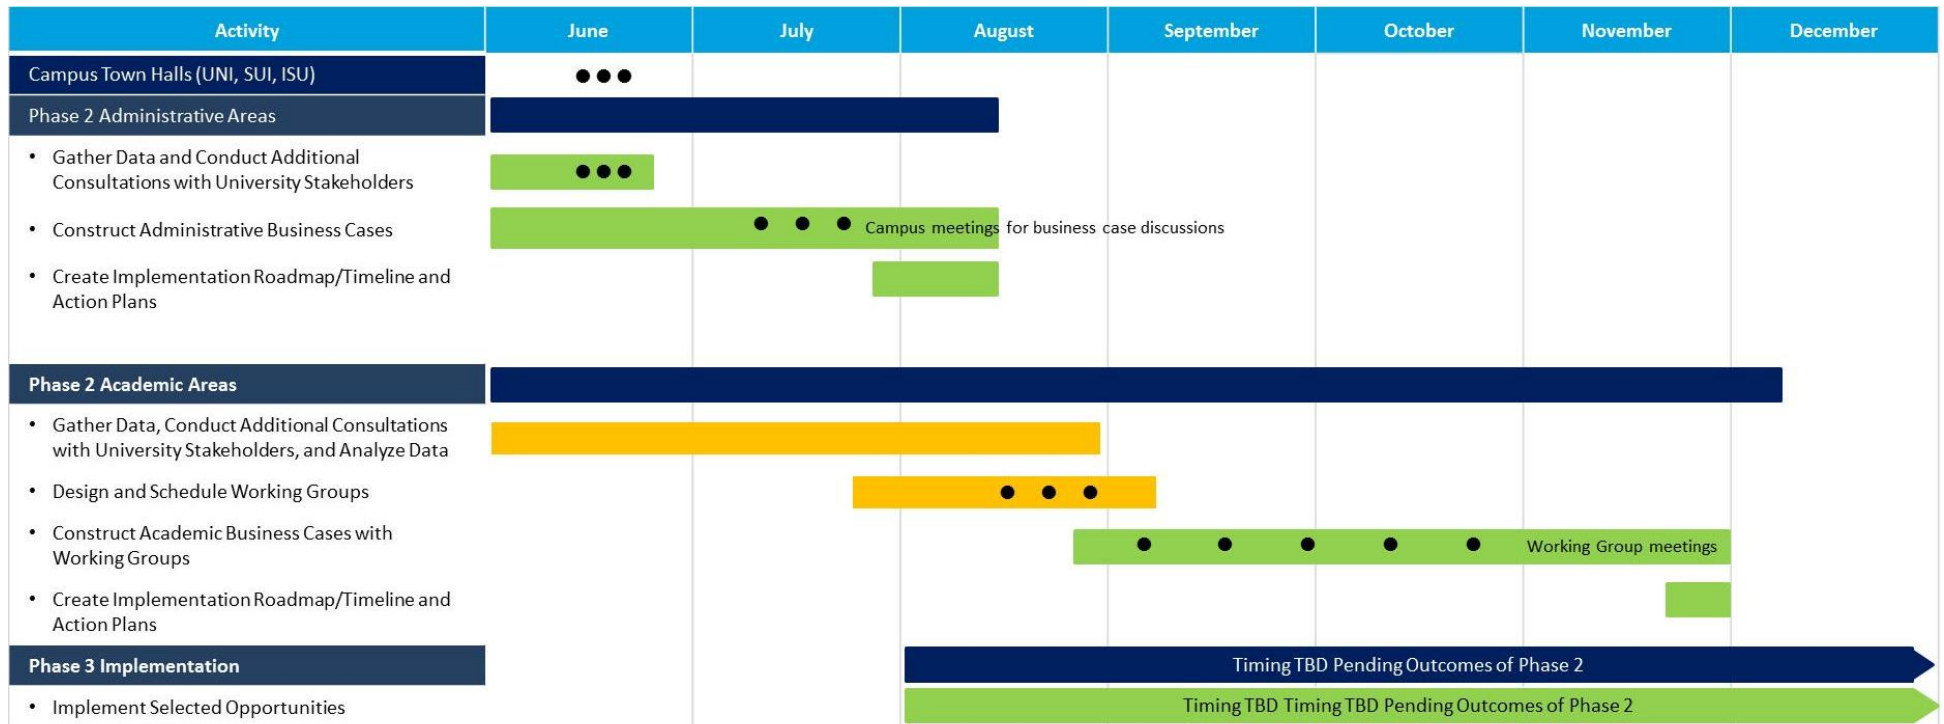 Activity June July August September October November December
Campus Town Halls (UNI, SUI, ISU)
Phase 2 Administrative Areas
• Gather Data and Conduct Additional
Consultations with University Stakeholders
• Construct Administrative Business Cases
Campus meetings for business case discussions
• Create Implementation Roadmap/Timeline and
Action Plans
Phase 2 Academic Areas
• Gather Data, Conduct Additional Consultations
with University Stakeholders, and Analyze Data
• Design and Schedule Working Groups
• Construct Academic Business Cases with
Working Groups
Working Group meetings
• Create Implementation Roadmap/Timeline and
Action Plans
Phase 3 Implementation
Timing TBD Pending Outcomes of Phase 2
• Implement Selected Opportunities
Timing TBD Timing TBD Pending Outcomes of Phase 2